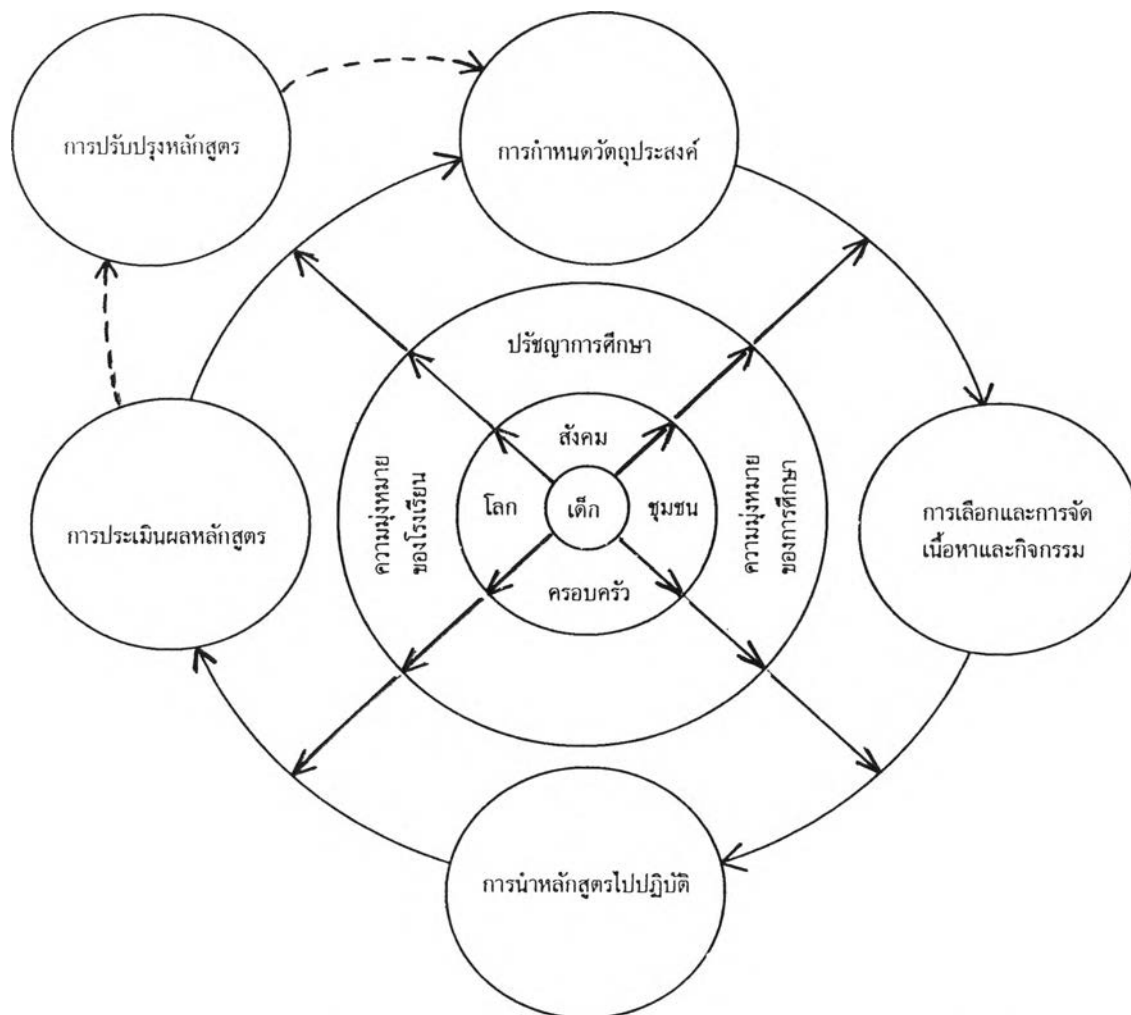 การปรับปรุงหลักสูตร
การกำหนดวัตถุประสงค์
ปรัชญาการศึกษา
สังคม
ความมุ่งหมาย
ของโรงเรียน
โลก
เด็ก
ชุมชน
ความมุ่งหมาย
ของการศึกษา
ครอบครัว
การประเมินผลหลักสูตร
การเลือกและการจัด
เนื้อหาและกิจกรรม
การนำหลักสูตรไปปฏิบัติ